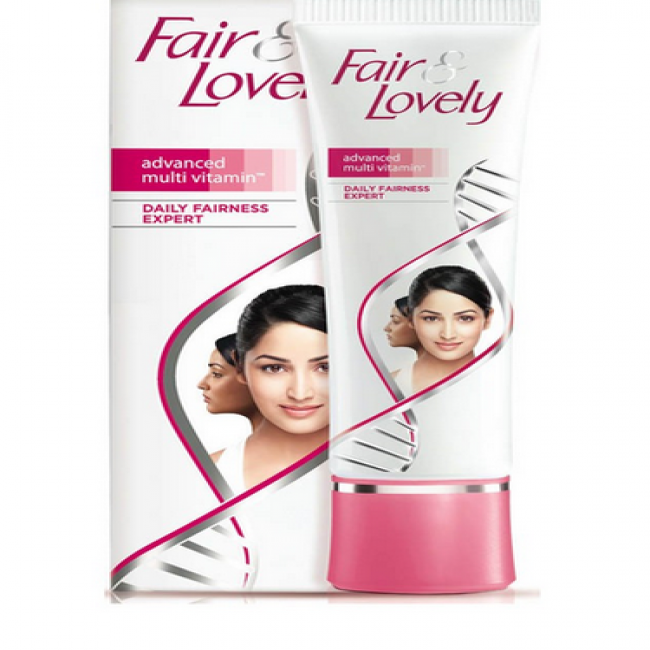 Fair &
Lovely
advanced
multi vitamin™
DAILY FAIRNESS
EXPERT
Fair &
Lovely
advanced
multi vitamin™
DAILY FAIRNESS
EXPERT